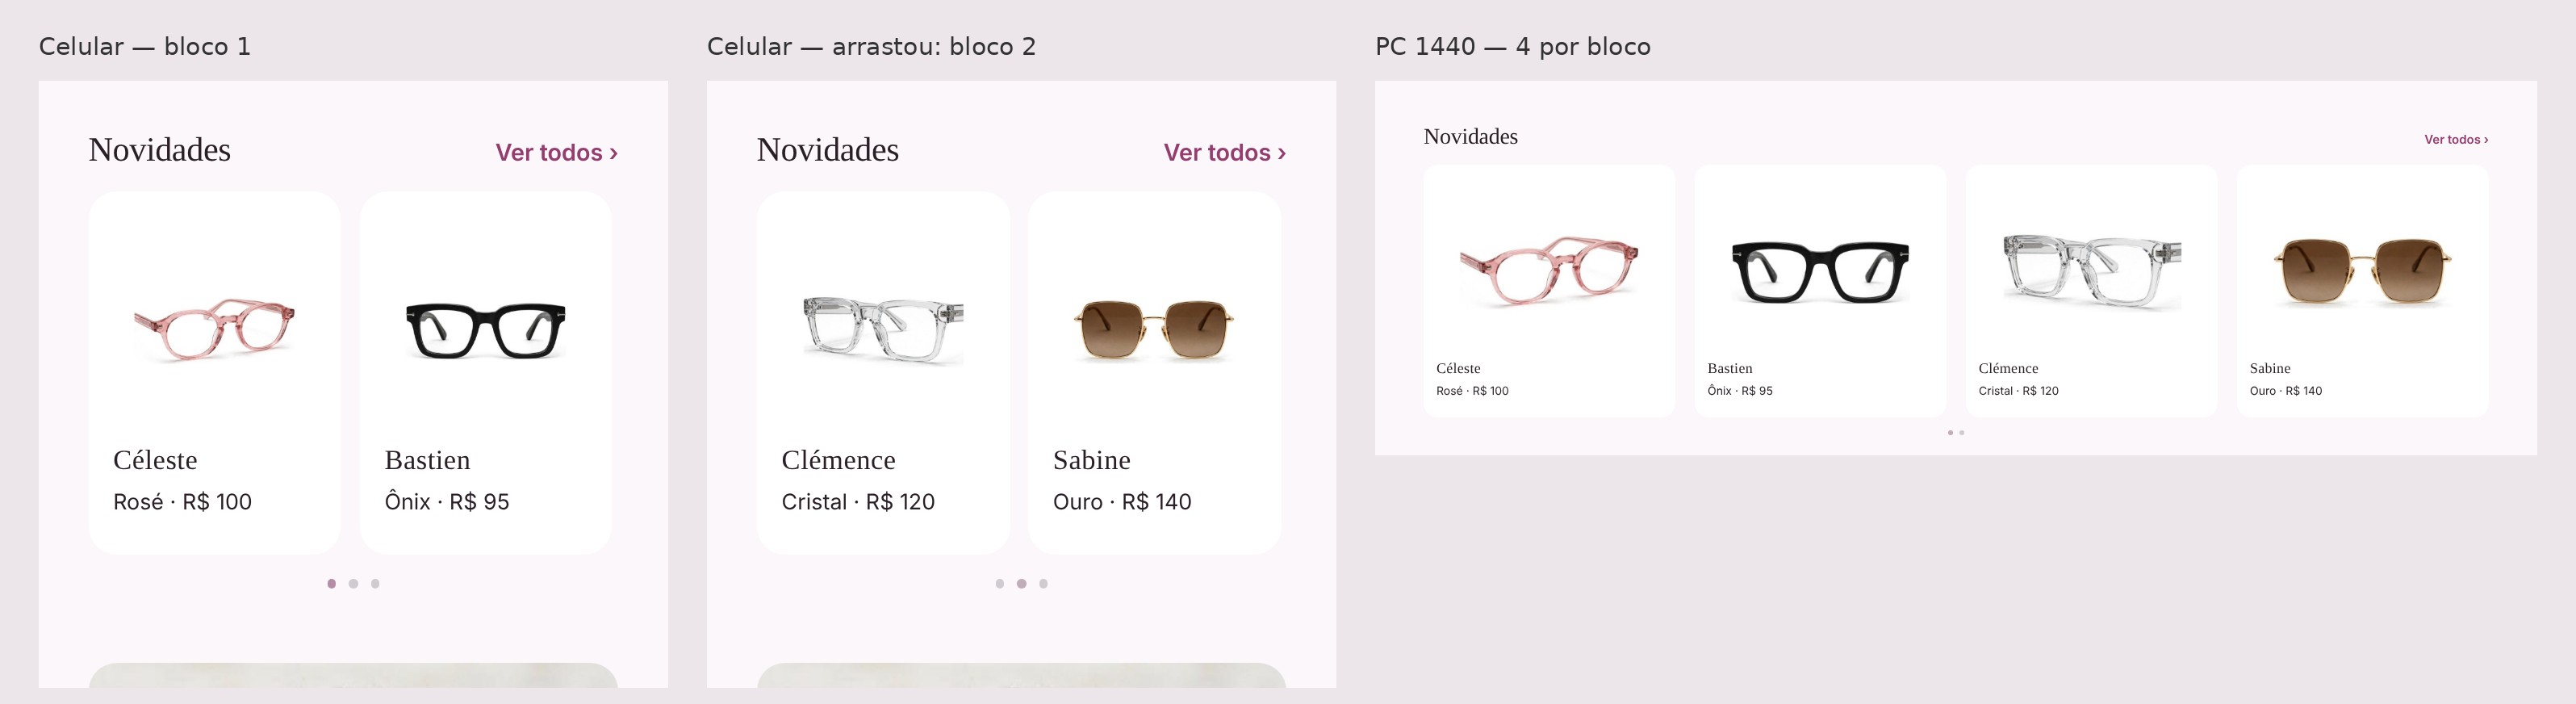 Celular — bloco 1
Novidades
Ver todos ›
Céleste
Rosé · R$ 100
Bastien
Ônix · R$ 95
Celular — arrastou: bloco 2
Novidades
Ver todos ›
Clémence
Cristal · R$ 120
Sabine
Ouro · R$ 140
PC 1440 — 4 por bloco
Novidades
Ver todos ›
Céleste
Rosé · R$ 100
Bastien
Ônix · R$ 95
Clémence
Cristal · R$ 120
Sabine
Ouro · R$ 140